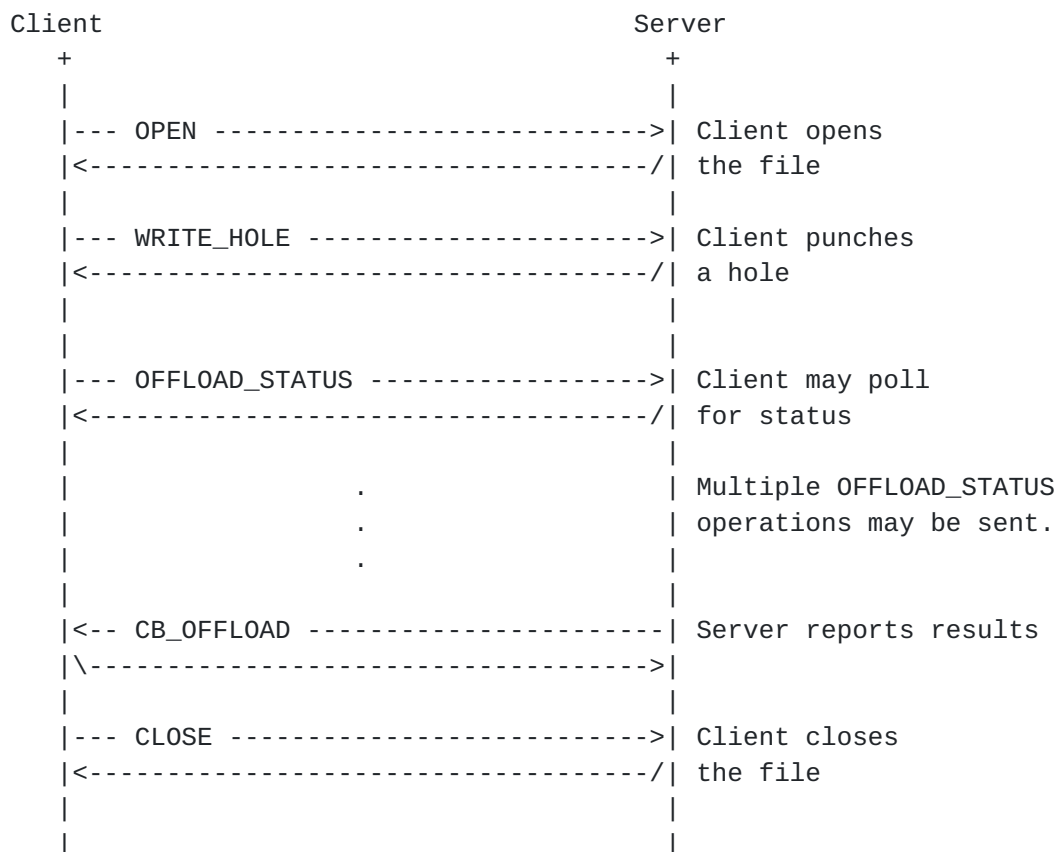 Client                                  Server
   +                                       +
   |                                       |
   |--- OPEN ---------------------------->| Client opens
   |<------------------------------------/| the file
   |                                       |
   |--- WRITE_HOLE ---------------------->| Client punches
   |<------------------------------------/| a hole
   |                                       |
   |                                       |
   |--- OFFLOAD_STATUS ------------------>| Client may poll
   |<------------------------------------/| for status
   |                                       |
   |                  .                    | Multiple OFFLOAD_STATUS
   |                  .                    | operations may be sent.
   |                  .                    |
   |                                       |
   |<-- CB_OFFLOAD -----------------------| Server reports results
   |\------------------------------------>|
   |                                       |
   |--- CLOSE --------------------------->| Client closes
   |<------------------------------------/| the file
   |                                       |
   |                                       |